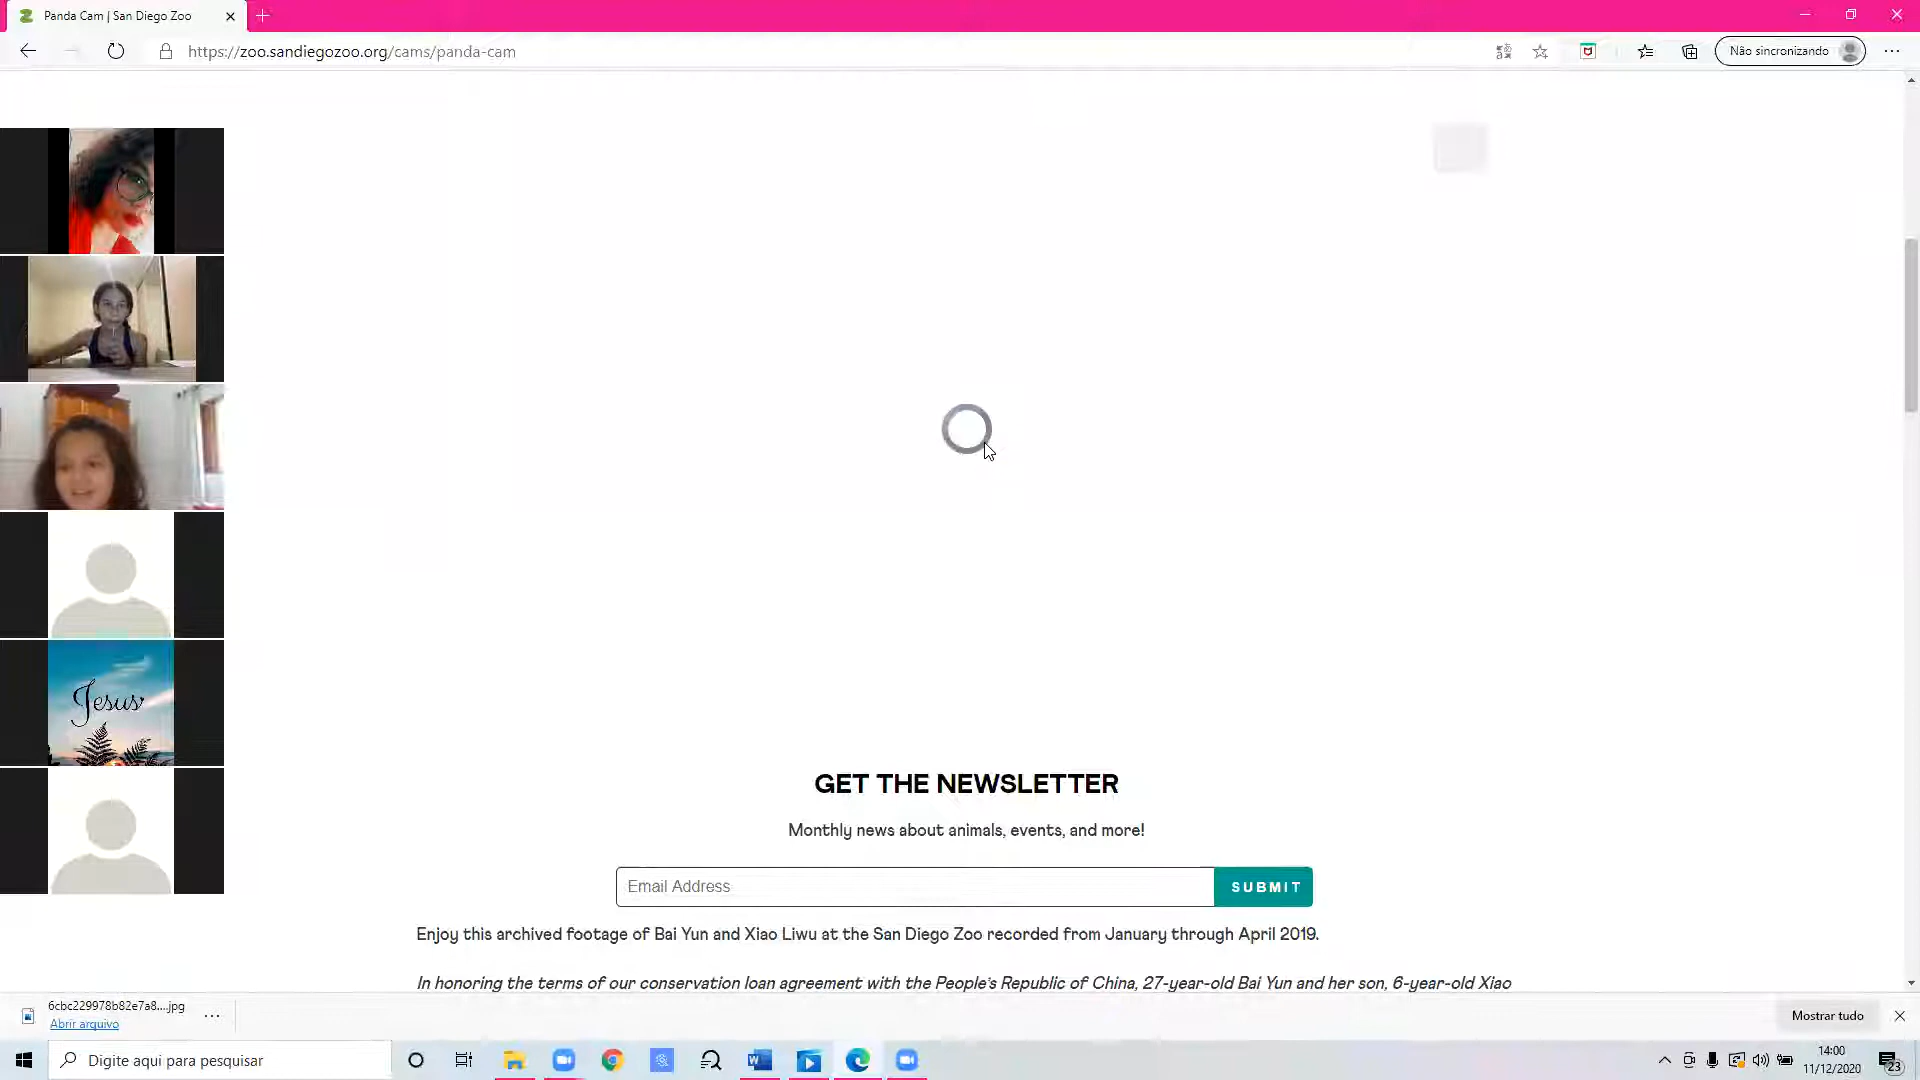 Panda Cam | San Diego Zoo
https://zoo.sandiegozoo.org/cams/panda-cam
Não sincronizando
Jesus
GET THE NEWSLETTER
Monthly news about animals, events, and more!
Email Address
SUBMIT
Enjoy this archived footage of Bai Yun and Xiao Liwu at the San Diego Zoo recorded from January through April 2019.
In honoring the terms of our conservation loan agreement with the People's Republic of China, 27-year-old Bai Yun and her son, 6-year-old Xiao
6cbc229978b82e7a8....jpg
Abrir arquivo
Mostrar tudo
Digite aqui para pesquisar
14:00
11/12/2020
23